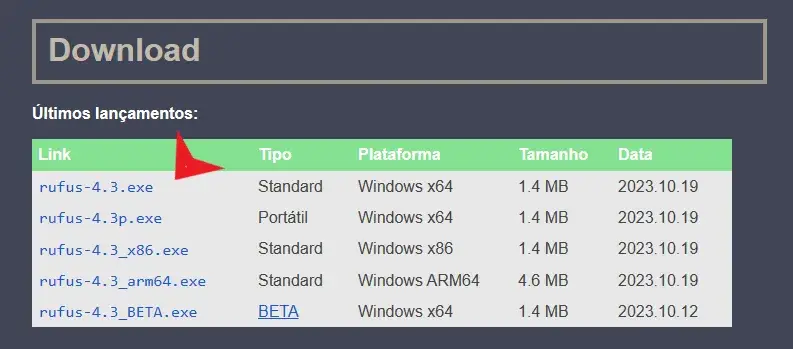 Download
Últimos lançamentos:
Link Tipo Plataforma Tamanho Data
rufus-4.3.exe Standard Windows x64 1.4 MB 2023.10.19
rufus-4.3p.exe Portátil Windows x64 1.4 MB 2023.10.19
rufus-4.3_x86.exe Standard Windows x86 1.4 MB 2023.10.19
rufus-4.3_arm64.exe Standard Windows ARM64 4.6 MB 2023.10.19
rufus-4.3_BETA.exe BETA Windows x64 1.4 MB 2023.10.12